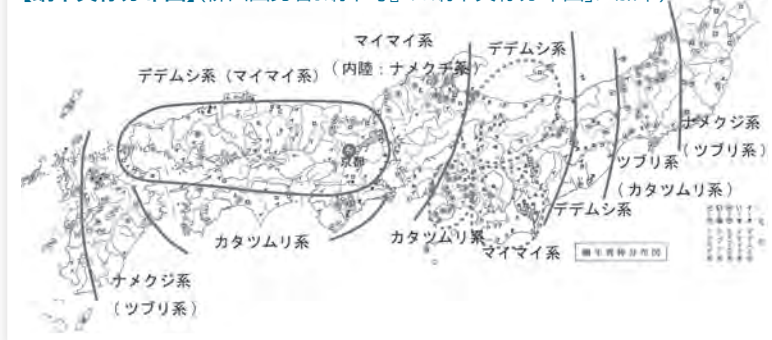 マイマイ系
(内陸:ナメクチ系)
デデムシ系
デデムシ系(マイマイ系)
京都
ナメクジ系
(ツブリ系)
ツブリ系
(カタツムリ系)
デデムシ系
カタツムリ系
カタツムリ系
マイマイ系
蝸牛異称分布図
ナメクジ系
(ツブリ系)